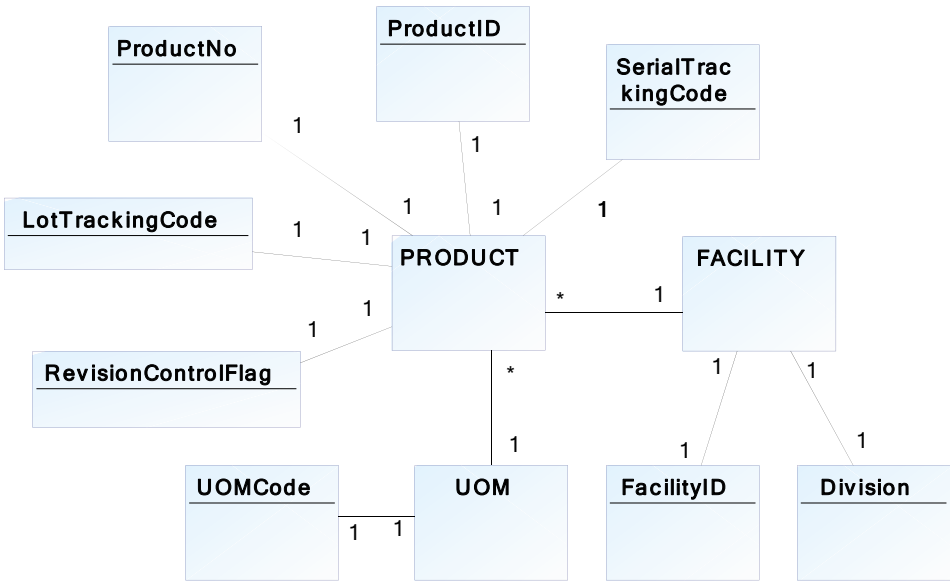 ProductID
ProductNo
SerialTrac
kingCode
1
1
1
1
1
LotTrackingCode
1
1
PRODUCT
FACILITY
*
1
1
1
RevisionControlFlag
*
1
1
1
1
1
1
UOMCode
UOM
FacilityID
Division
1
1